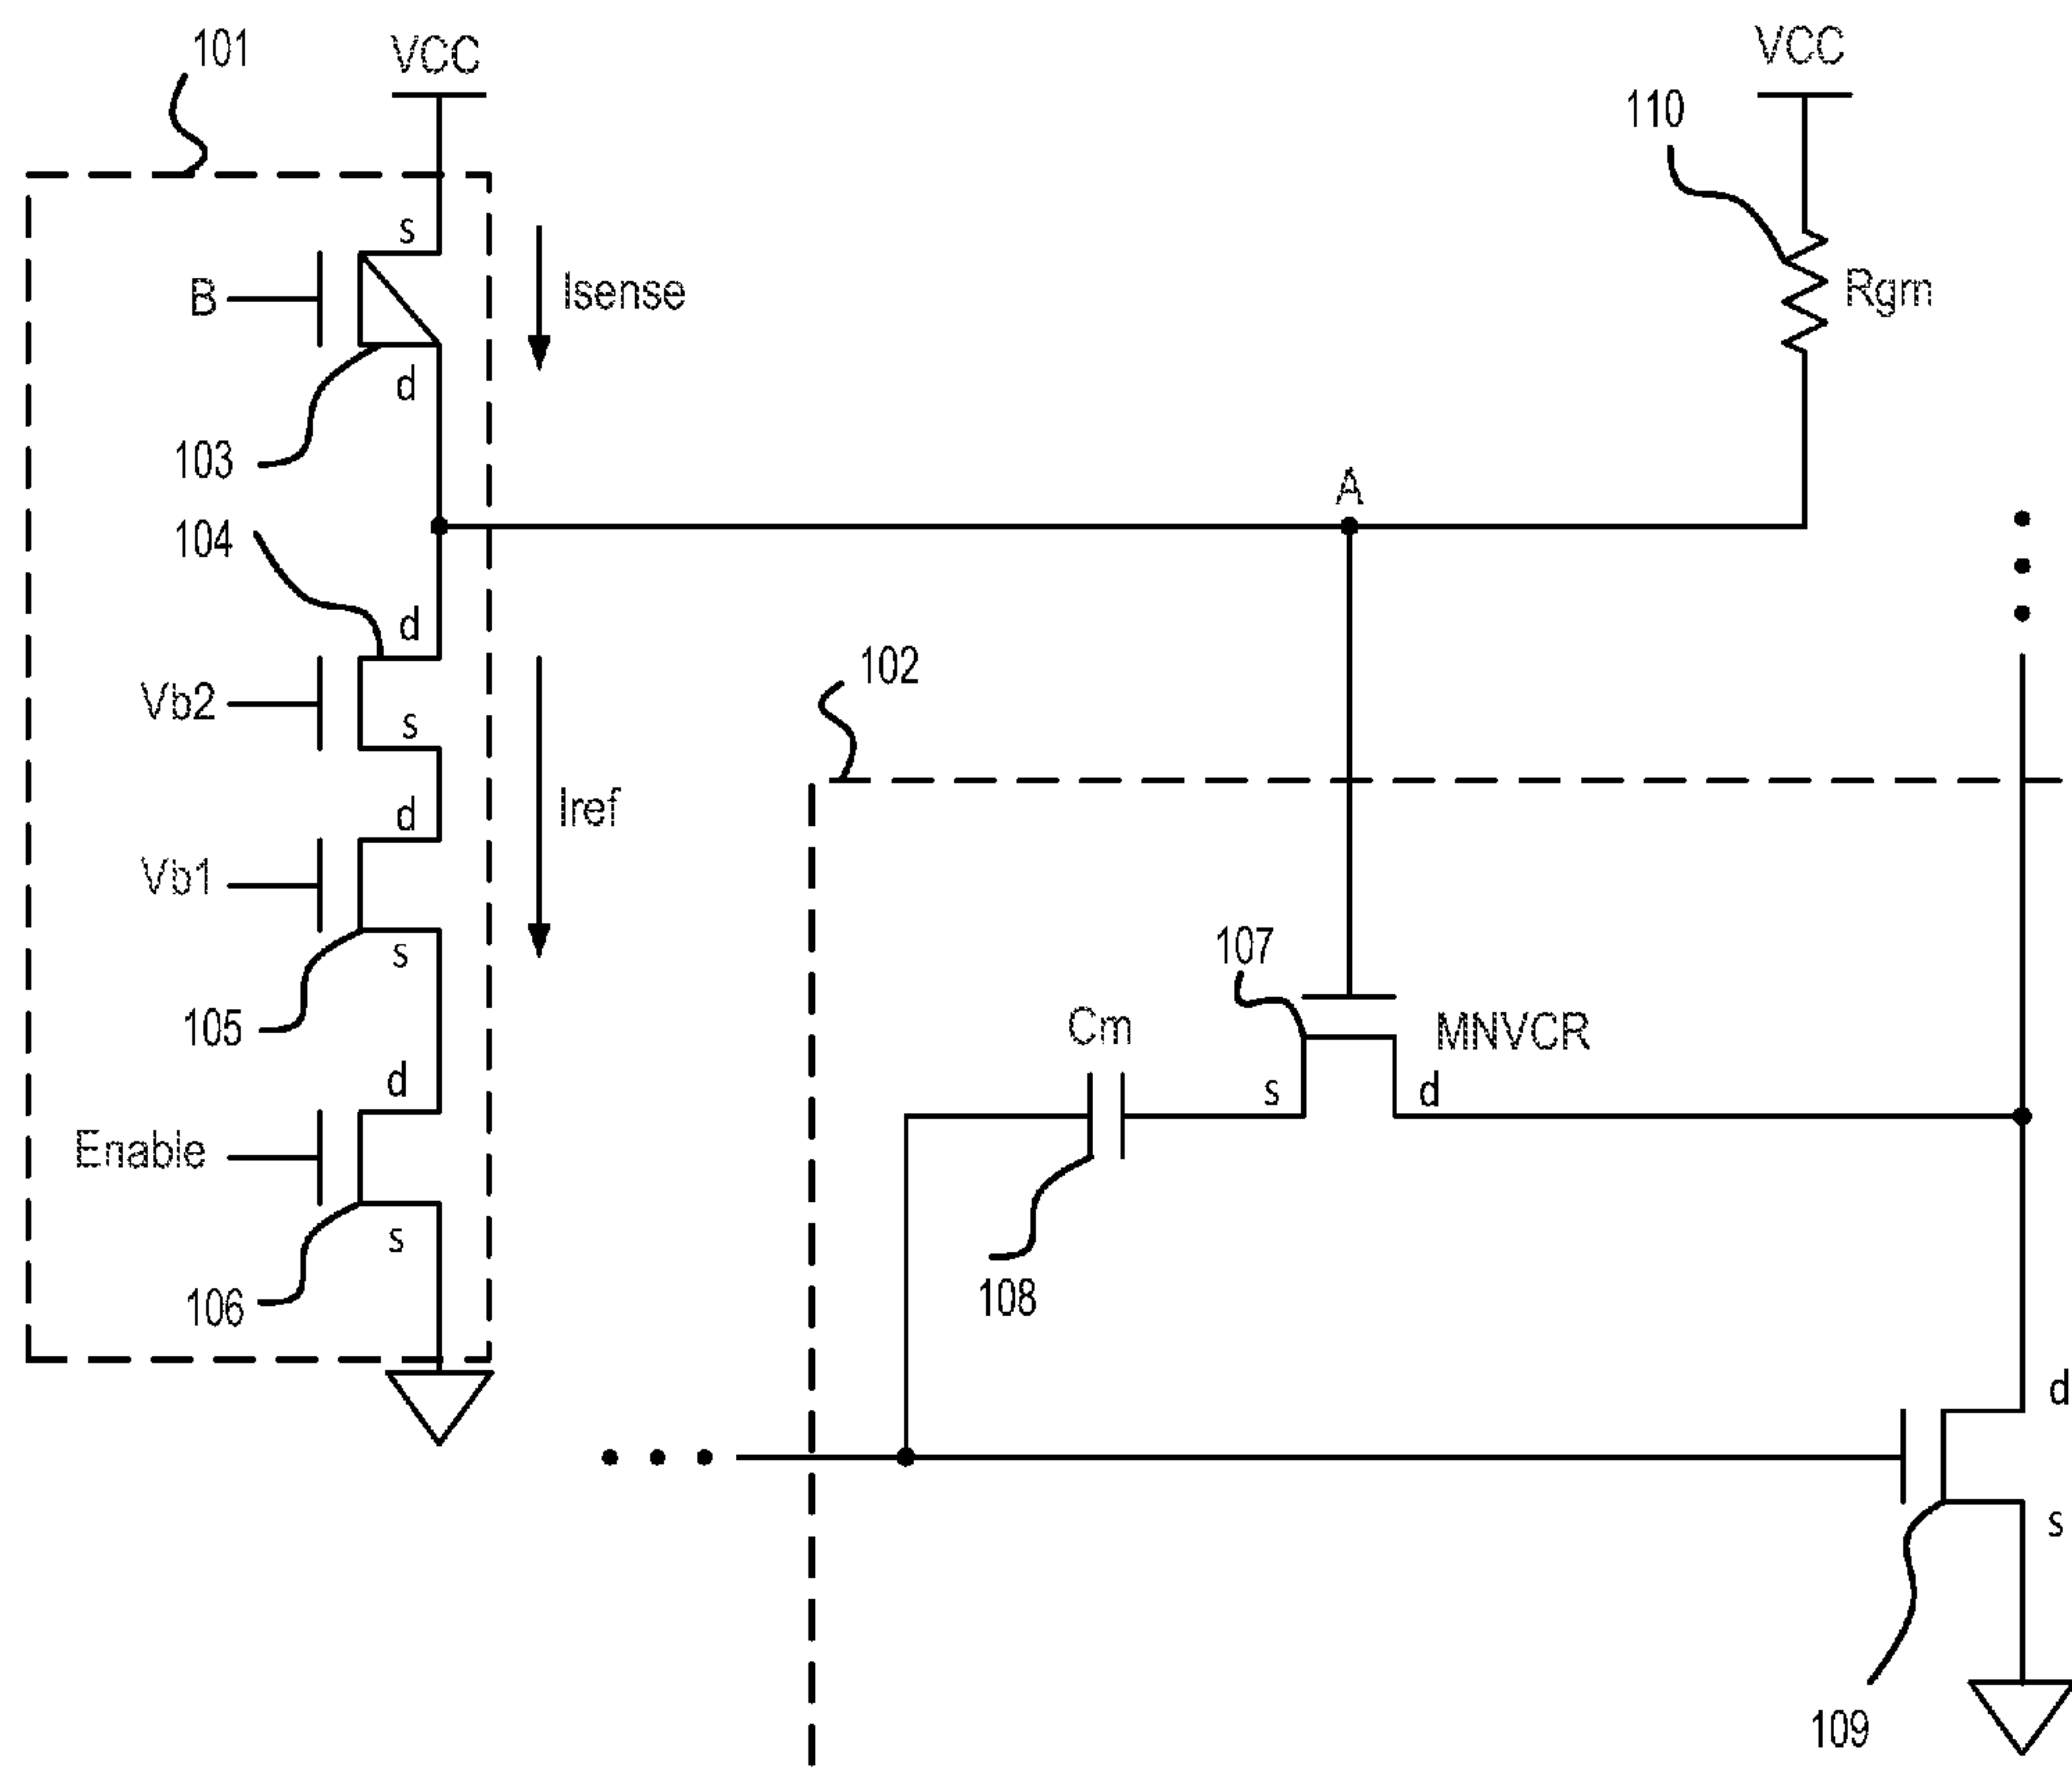 101
VCC
VCC
110
s
B
Isense
Rgm
d
103
A
104
d
102
Vb2
s
Iref
d
Vb1
107
s
105
Cm
MNVCR
d
s
d
Enable
s
106
108
d
s
109